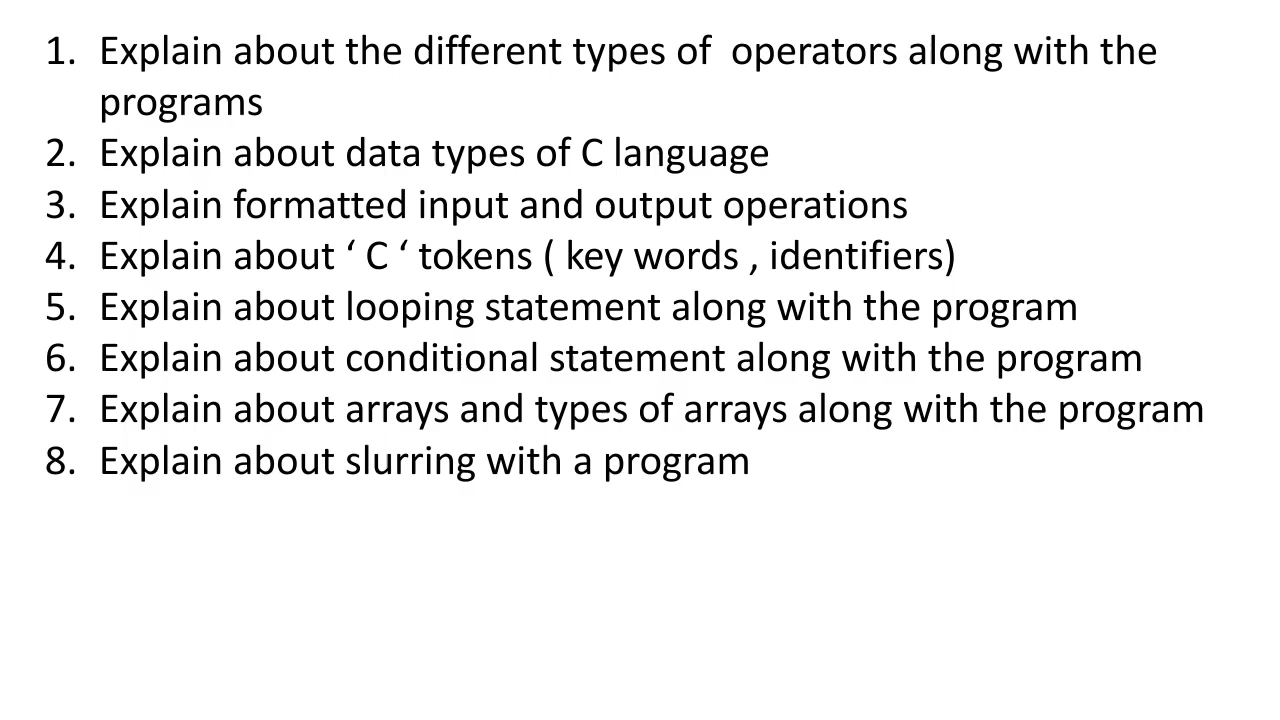 1. Explain about the different types of  operators along with the
programs
2. Explain about data types of C language
3. Explain formatted input and output operations
4. Explain about ‘ C ‘ tokens ( key words , identifiers)
5. Explain about looping statement along with the program
6. Explain about conditional statement along with the program
7. Explain about arrays and types of arrays along with the program
8. Explain about slurring with a program